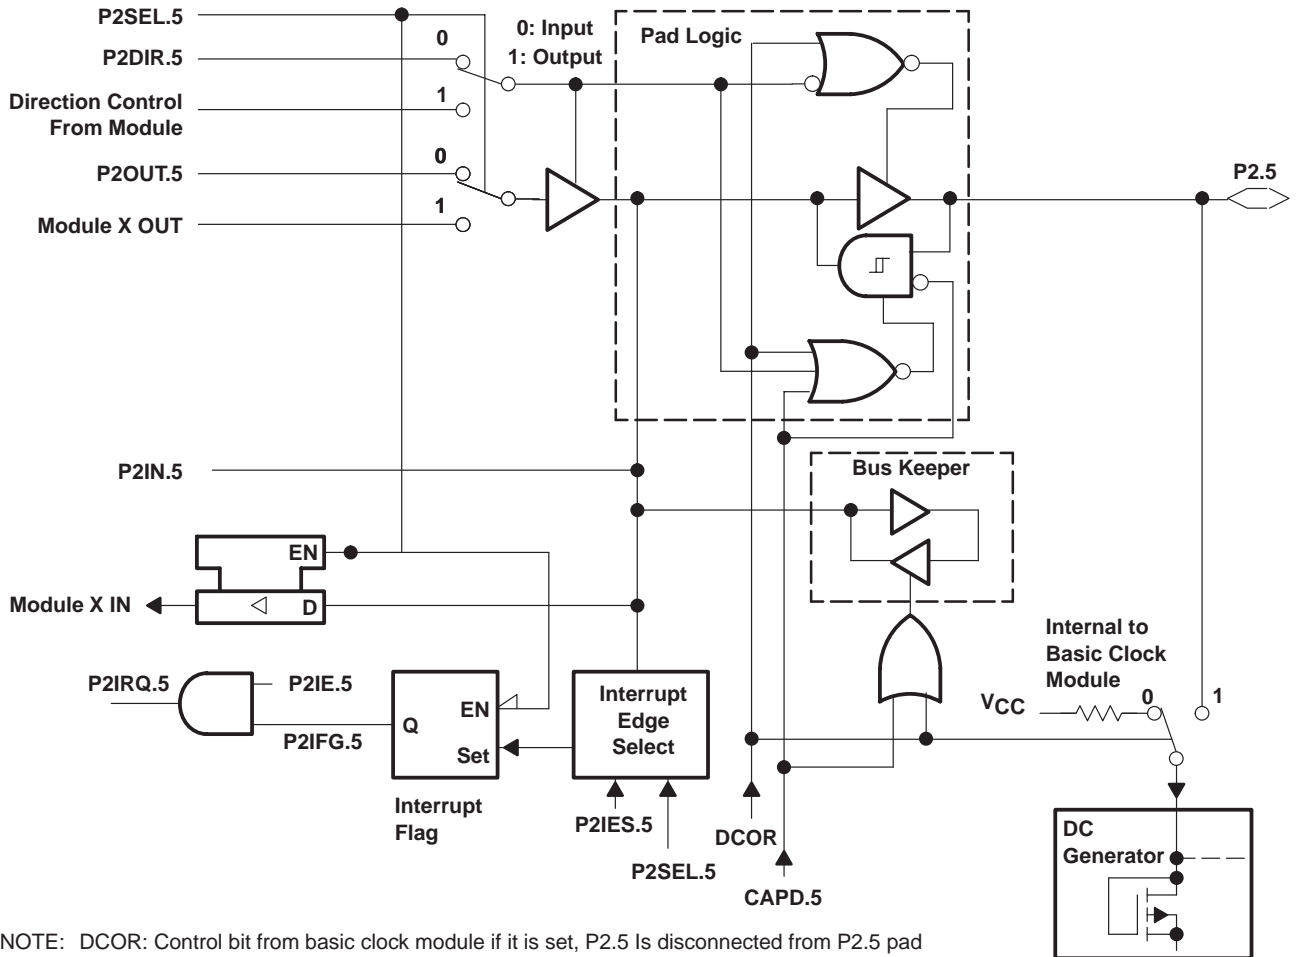 P2SEL.5
0: Input
1: Output
Pad Logic
0
P2DIR.5
1
Direction Control
From Module
0
P2OUT.5
1
Module X OUT
P2.5
P2IN.5
Bus Keeper
EN
D
Module X IN
Internal to
Basic Clock
Module
0
1
VCC
P2IRQ.5
P2IE.5
P2IFG.5
Q
EN
Set
Interrupt
Edge
Select
Interrupt
Flag
P2IES.5
P2SEL.5
DCOR
CAPD.5
DC
Generator
NOTE: DCOR: Control bit from basic clock module if it is set, P2.5 Is disconnected from P2.5 pad